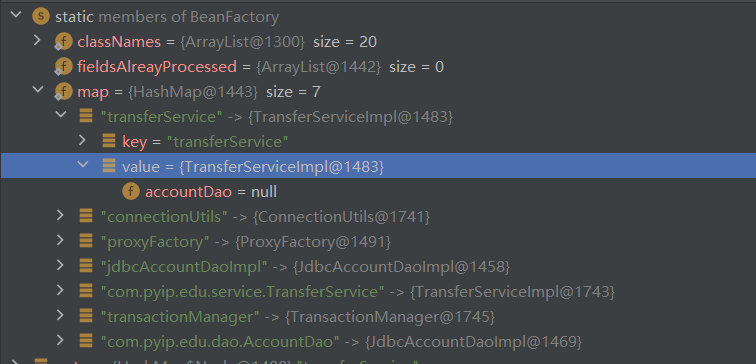 static members of BeanFactory
classNames = {ArrayList@1300} size = 20
fieldsAlreayProcessed = {ArrayList@1442} size = 0
map = {HashMap@1443} size = 7
"transferService" -> {TransferServiceImpl@1483}
key = "transferService"
value = {TransferServiceImpl@1483}
accountDao = null
"connectionUtils" -> {ConnectionUtils@1741}
"proxyFactory" -> {ProxyFactory@1491}
"jdbcAccountDaoImpl" -> {JdbcAccountDaoImpl@1458}
"com.pyip.edu.service.TransferService" -> {TransferServiceImpl@1743}
"transactionManager" -> {TransactionManager@1745}
"com.pyip.edu.dao.AccountDao" -> {JdbcAccountDaoImpl@1469}